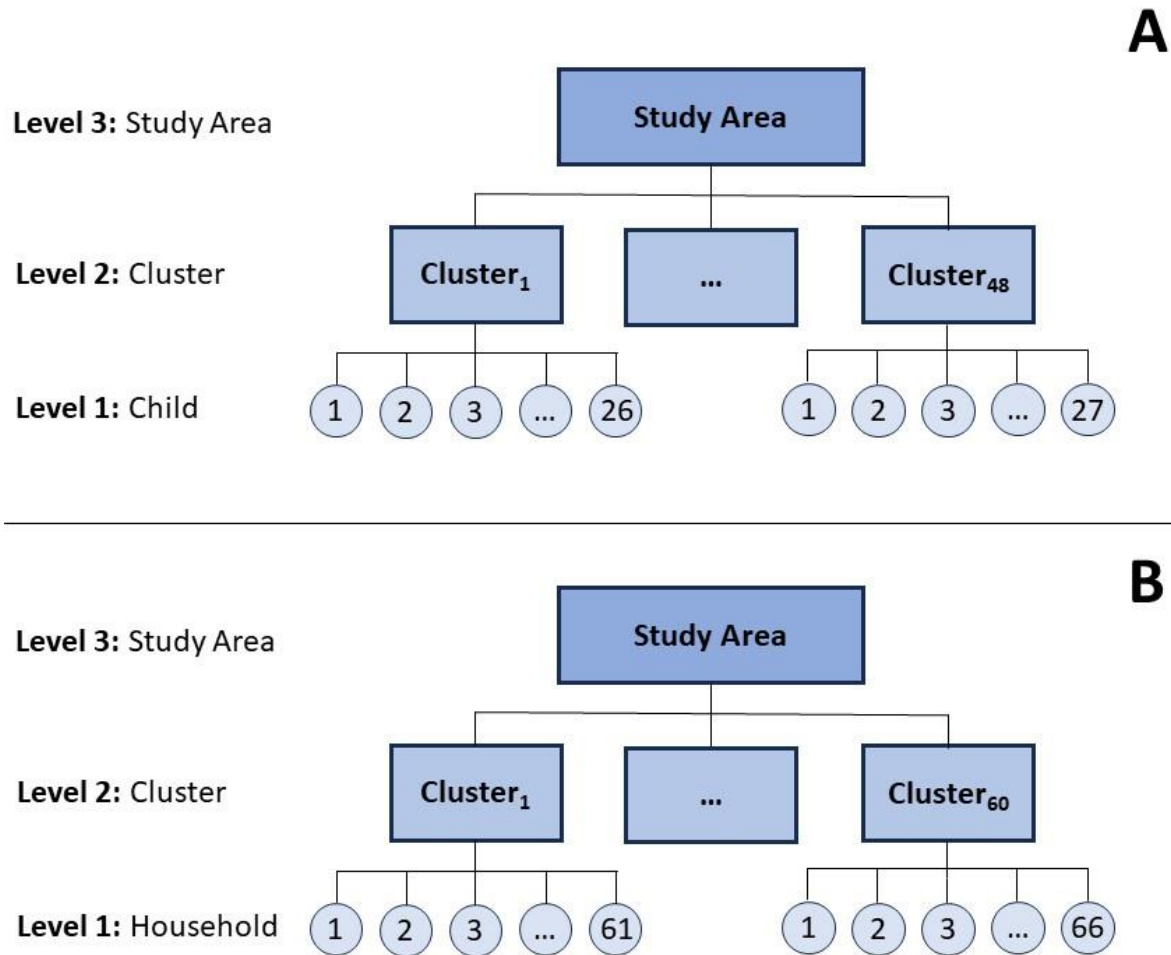 A
Level 3: Study Area
Study Area
Level 2: Cluster
Cluster₁
...
Cluster₄₈
Level 1: Child
1 2 3 ... 26
1 2 3 ... 27
B
Level 3: Study Area
Study Area
Level 2: Cluster
Cluster₁
...
Cluster₆₀
Level 1: Household
1 2 3 ... 61
1 2 3 ... 66